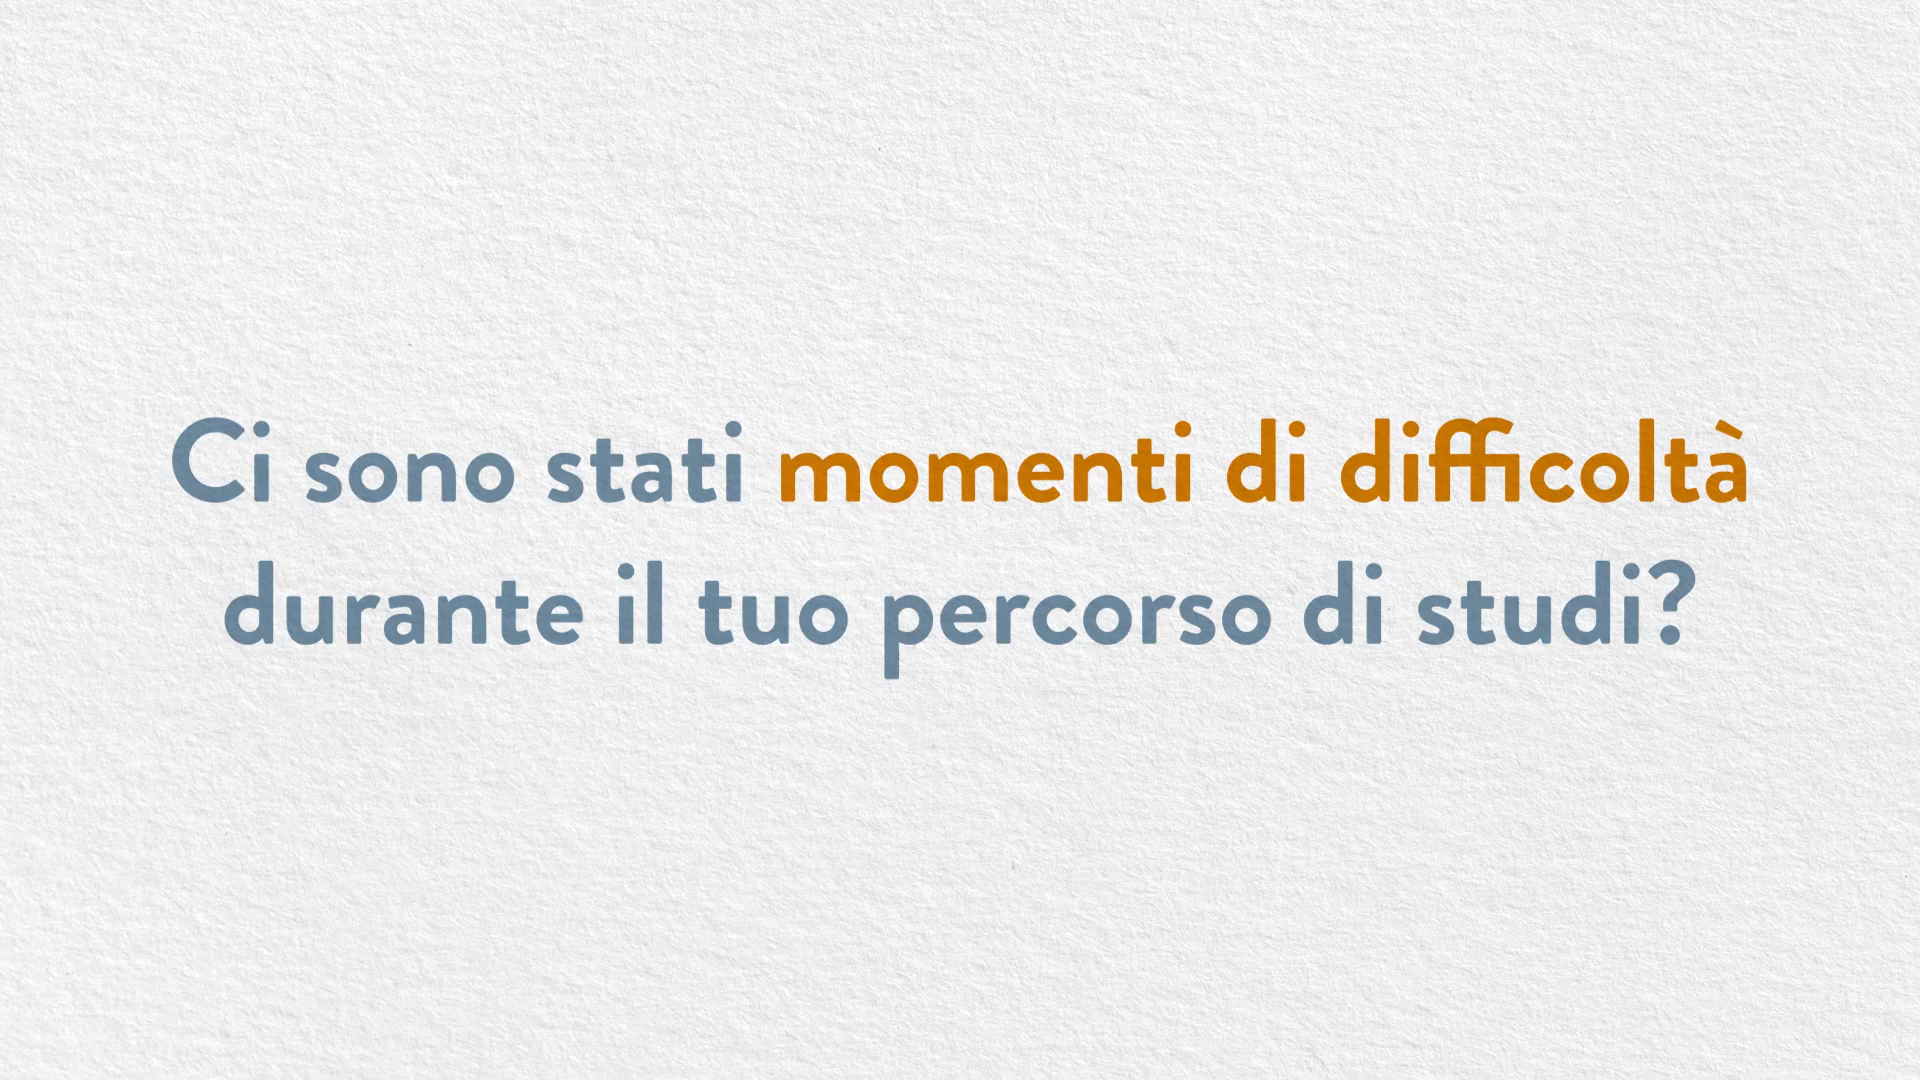 Ci sono stati momenti di difficoltà
durante il tuo percorso di studi?